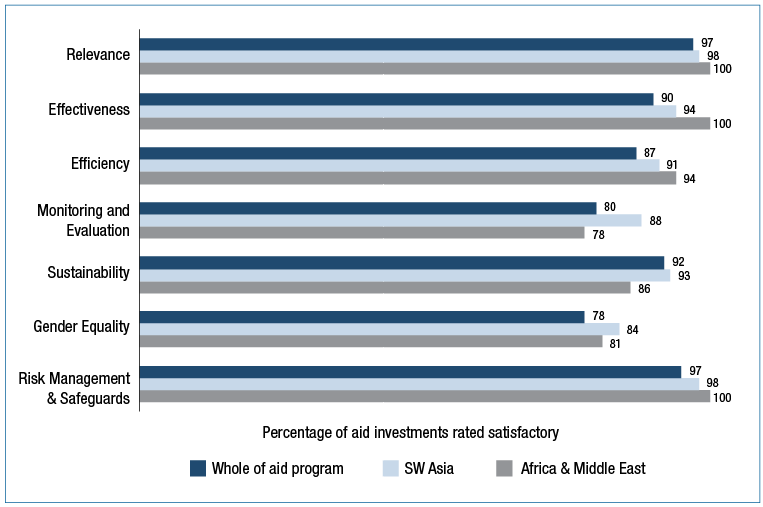 Relevance
97
98
100
Effectiveness
90
94
100
Efficiency
87
91
94
Monitoring and
Evaluation
80
88
78
Sustainability
92
93
86
Gender Equality
78
84
81
Risk Management
& Safeguards
97
98
100
Percentage of aid investments rated satisfactory
Whole of aid program
SW Asia
Africa & Middle East